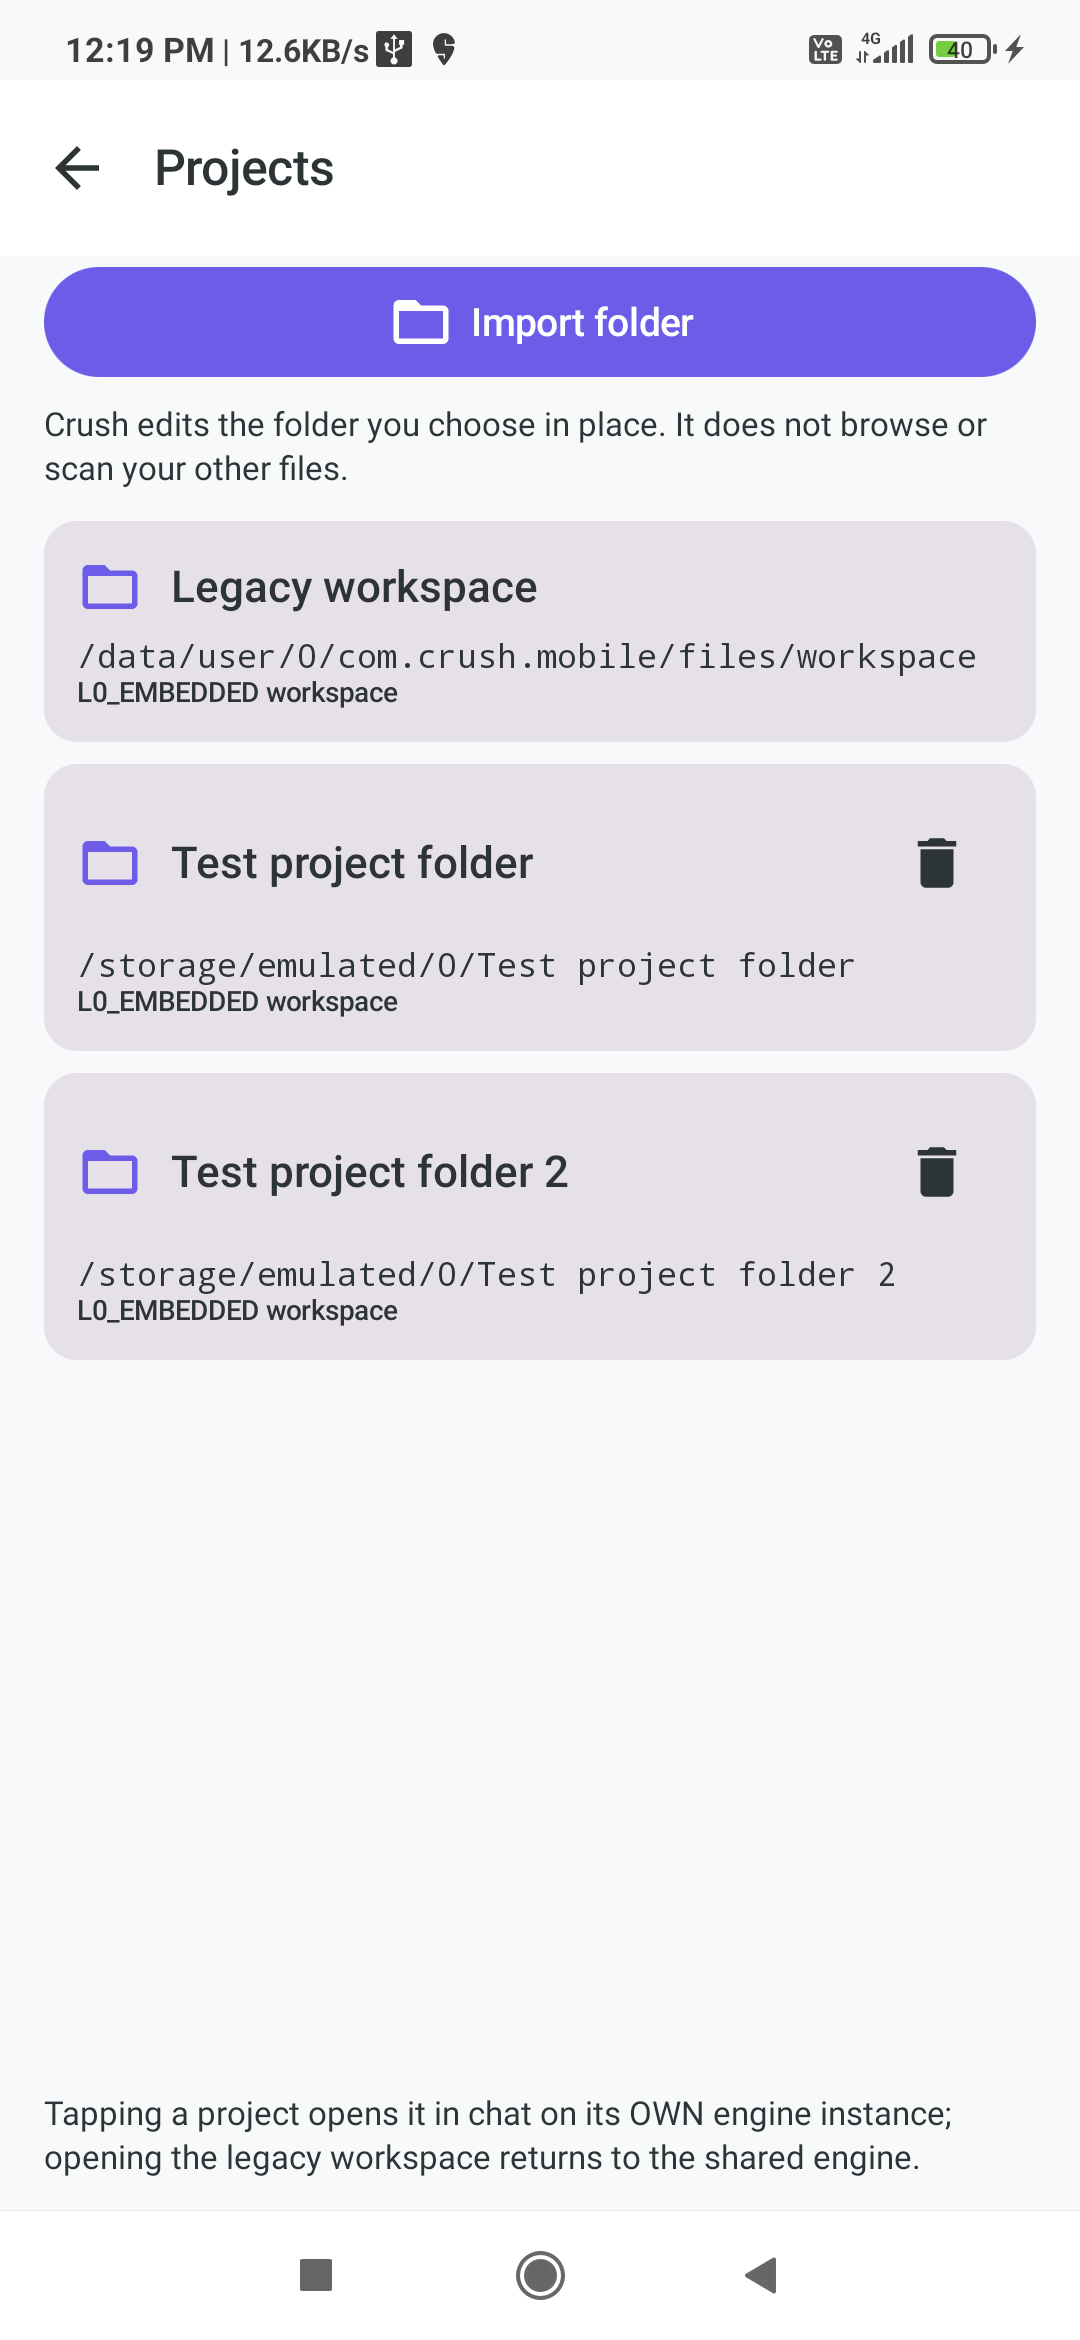 12:19 PM | 12.6KB/s
Vo LTE
4G
40
Projects
Import folder
Crush edits the folder you choose in place. It does not browse or
scan your other files.
Legacy workspace
/data/user/0/com.crush.mobile/files/workspace
L0_EMBEDDED workspace
Test project folder
/storage/emulated/0/Test project folder
L0_EMBEDDED workspace
Test project folder 2
/storage/emulated/0/Test project folder 2
L0_EMBEDDED workspace
Tapping a project opens it in chat on its OWN engine instance;
opening the legacy workspace returns to the shared engine.